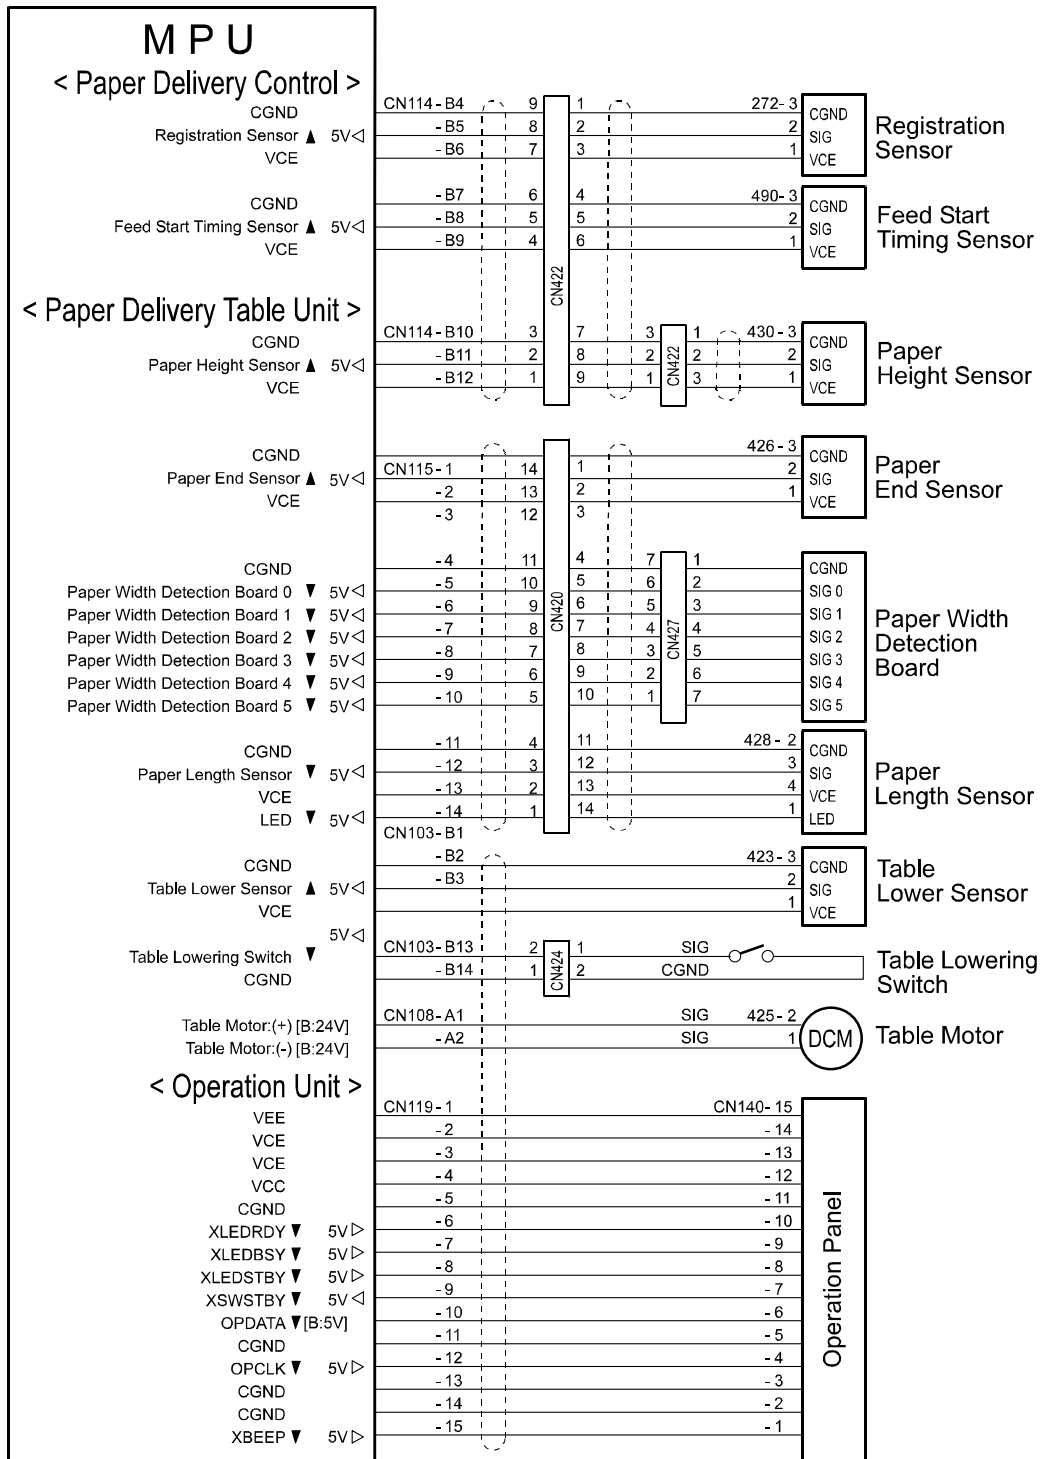 MPU
< Paper Delivery Control >
CGND CN114-B4 9 1 272-3 CGND
Registration Sensor ▲ 5V◁ -B5 8 2 2 SIG Registration
VCE -B6 7 3 1 VCE Sensor
CGND -B7 6 4 490-3 CGND
Feed Start Timing Sensor ▲ 5V◁ -B8 5 5 2 SIG Feed Start
VCE -B9 4 6 1 VCE Timing Sensor
CN422
< Paper Delivery Table Unit >
CGND CN114-B10 3 7 3 1 430-3 CGND
Paper Height Sensor ▲ 5V◁ -B11 2 8 2 CN422 2 2 SIG Paper
VCE -B12 1 9 1 3 1 VCE Height Sensor
CGND 426-3 CGND
Paper End Sensor ▲ 5V◁ CN115-1 14 1 2 SIG Paper
VCE -2 13 2 1 VCE End Sensor
-3 12 3
CGND -4 11 4 7 1 CGND
Paper Width Detection Board 0 ▼ 5V◁ -5 10 5 6 2 SIG 0
Paper Width Detection Board 1 ▼ 5V◁ -6 9 CN420 6 5 3 SIG 1 Paper Width
Paper Width Detection Board 2 ▼ 5V◁ -7 8 7 4 CN427 4 SIG 2 Detection
Paper Width Detection Board 3 ▼ 5V◁ -8 7 8 3 5 SIG 3 Board
Paper Width Detection Board 4 ▼ 5V◁ -9 6 9 2 6 SIG 4
Paper Width Detection Board 5 ▼ 5V◁ -10 5 10 1 7 SIG 5
CGND -11 4 11 428-2 CGND
Paper Length Sensor ▼ 5V◁ -12 3 12 3 SIG Paper
VCE -13 2 13 4 VCE Length Sensor
LED ▼ 5V◁ -14 1 14 1 LED
CN103-B1
CGND -B2 423-3 CGND Table
Table Lower Sensor ▲ 5V◁ -B3 2 SIG Lower Sensor
VCE 1 VCE
5V◁
Table Lowering Switch ▼ CN103-B13 2 CN424 1 SIG Table Lowering
CGND -B14 1 2 CGND Switch
Table Motor:(+) [B:24V] CN108-A1 SIG 425-2 DCM Table Motor
Table Motor:(-) [B:24V] -A2 SIG 1
< Operation Unit >
VEE CN119-1 CN140-15
VCE -2 -14
VCE -3 -13
VCC -4 -12
CGND -5 -11
XLEDRDY ▼ 5V▷ -6 -10
XLEDBSY ▼ 5V▷ -7 -9
XLEDSTBY ▼ 5V▷ -8 -8
XSWSTBY ▼ 5V◁ -9 -7
OPDATA ▼ [B:5V] -10 -6
CGND -11 -5
OPCLK ▼ 5V▷ -12 -4
CGND -13 -3
CGND -14 -2
XBEEP ▼ 5V▷ -15 -1
Operation Panel